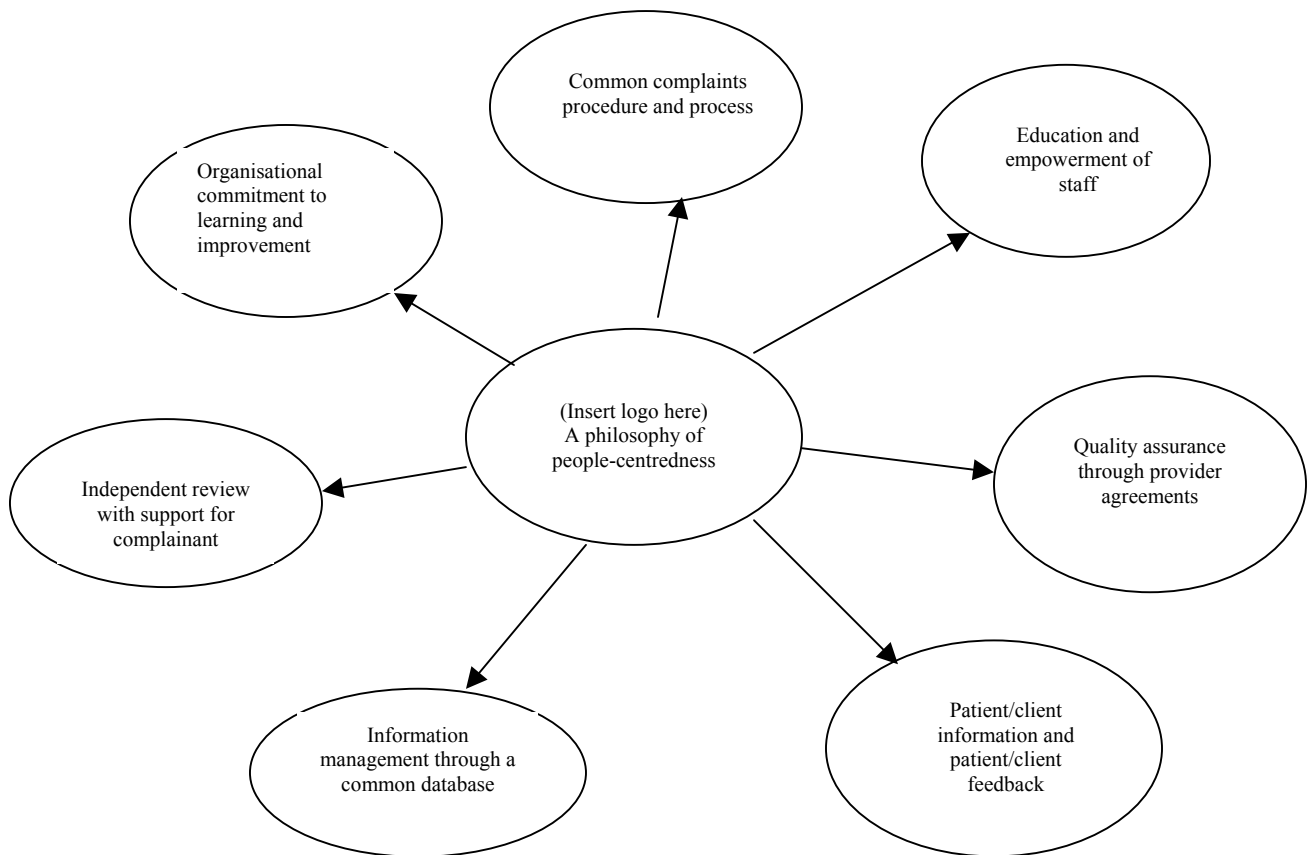 Common complaints
procedure and process
Education and
empowerment of
staff
Organisational
commitment to
learning and
improvement
(Insert logo here)
A philosophy of
people-centredness
Quality assurance
through provider
agreements
Independent review
with support for
complainant
Information
management through a
common database
Patient/client
information and
patient/client
feedback